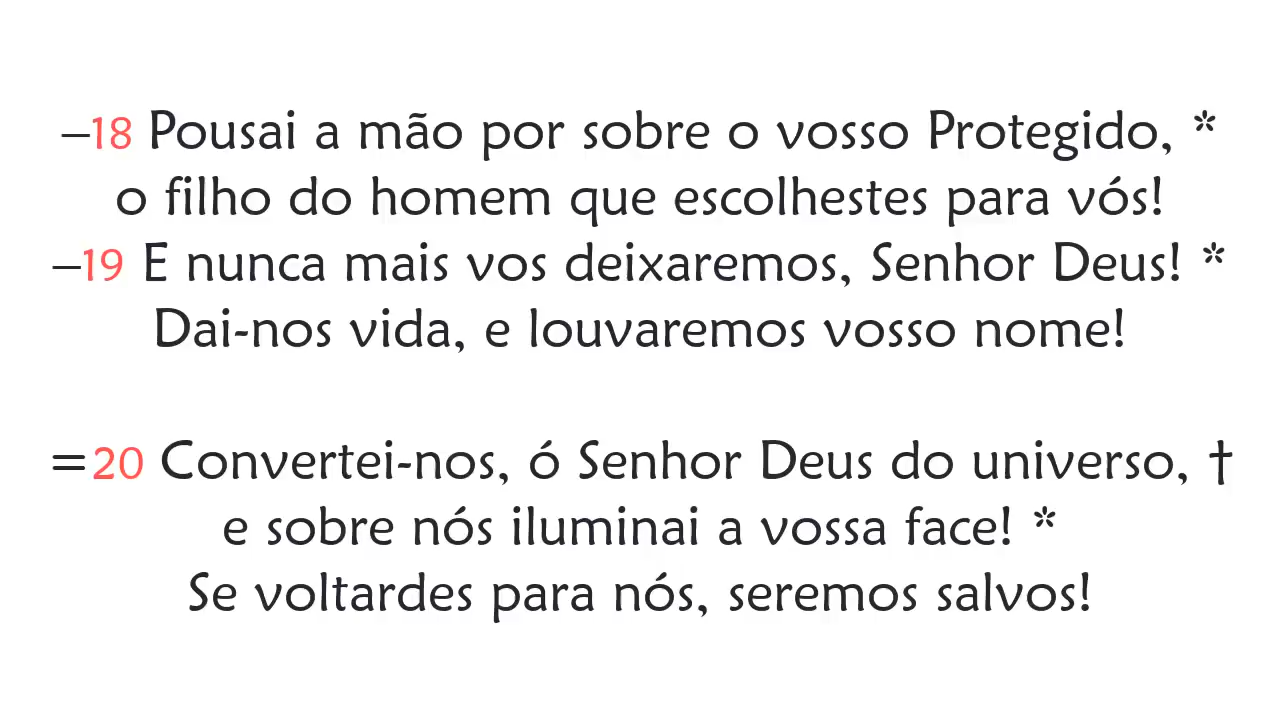 –18 Pousai a mão por sobre o vosso Protegido, *
o filho do homem que escolhestes para vós!
–19 E nunca mais vos deixaremos, Senhor Deus! *
Dai-nos vida, e louvaremos vosso nome!
=20 Convertei-nos, ó Senhor Deus do universo, †
e sobre nós iluminai a vossa face! *
Se voltardes para nós, seremos salvos!